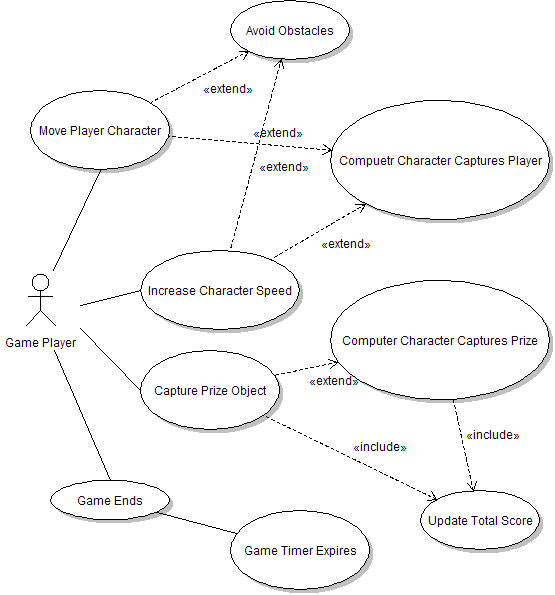 Avoid Obstacles
«extend»
Move Player Character
«extend»
Compuetr Character Captures Player
«extend»
«extend»
Increase Character Speed
Game Player
Computer Character Captures Prize
«extend»
Capture Prize Object
«include»
«include»
Game Ends
Update Total Score
Game Timer Expires